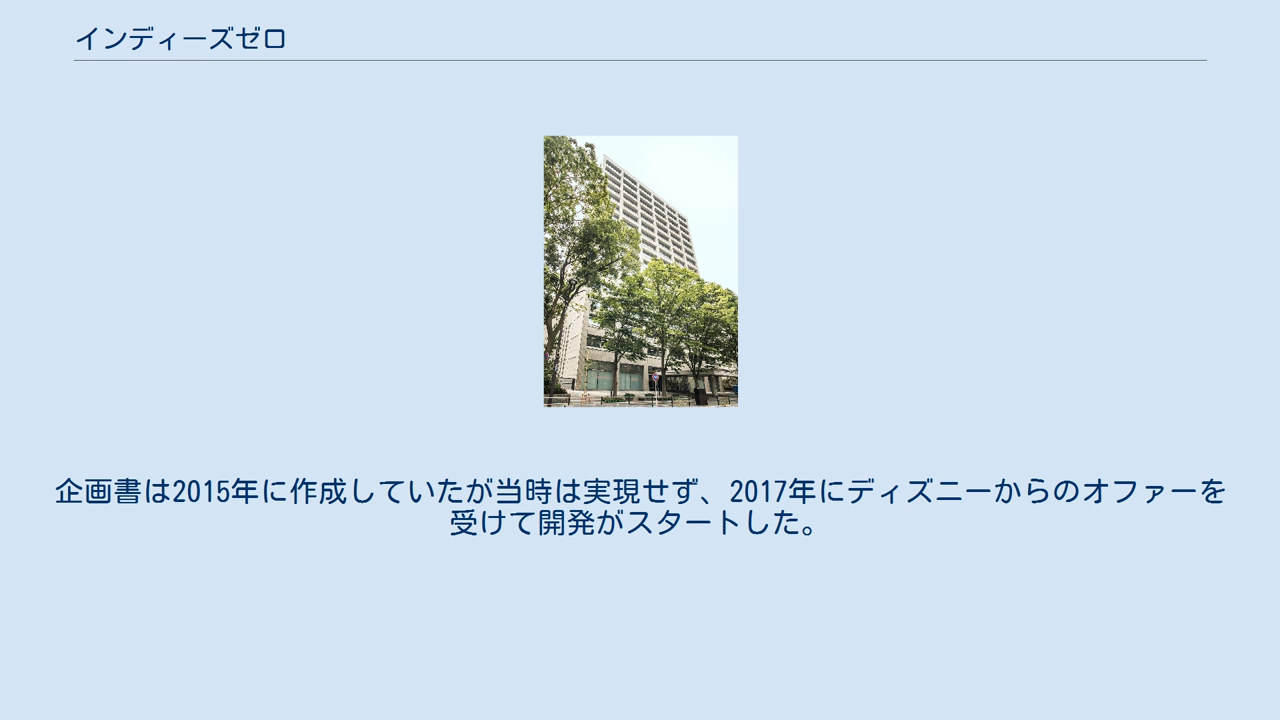 インディーズゼロ
企画書は2015年に作成していたが当時は実現せず、2017年にディズニーからのオファーを
受けて開発がスタートした。